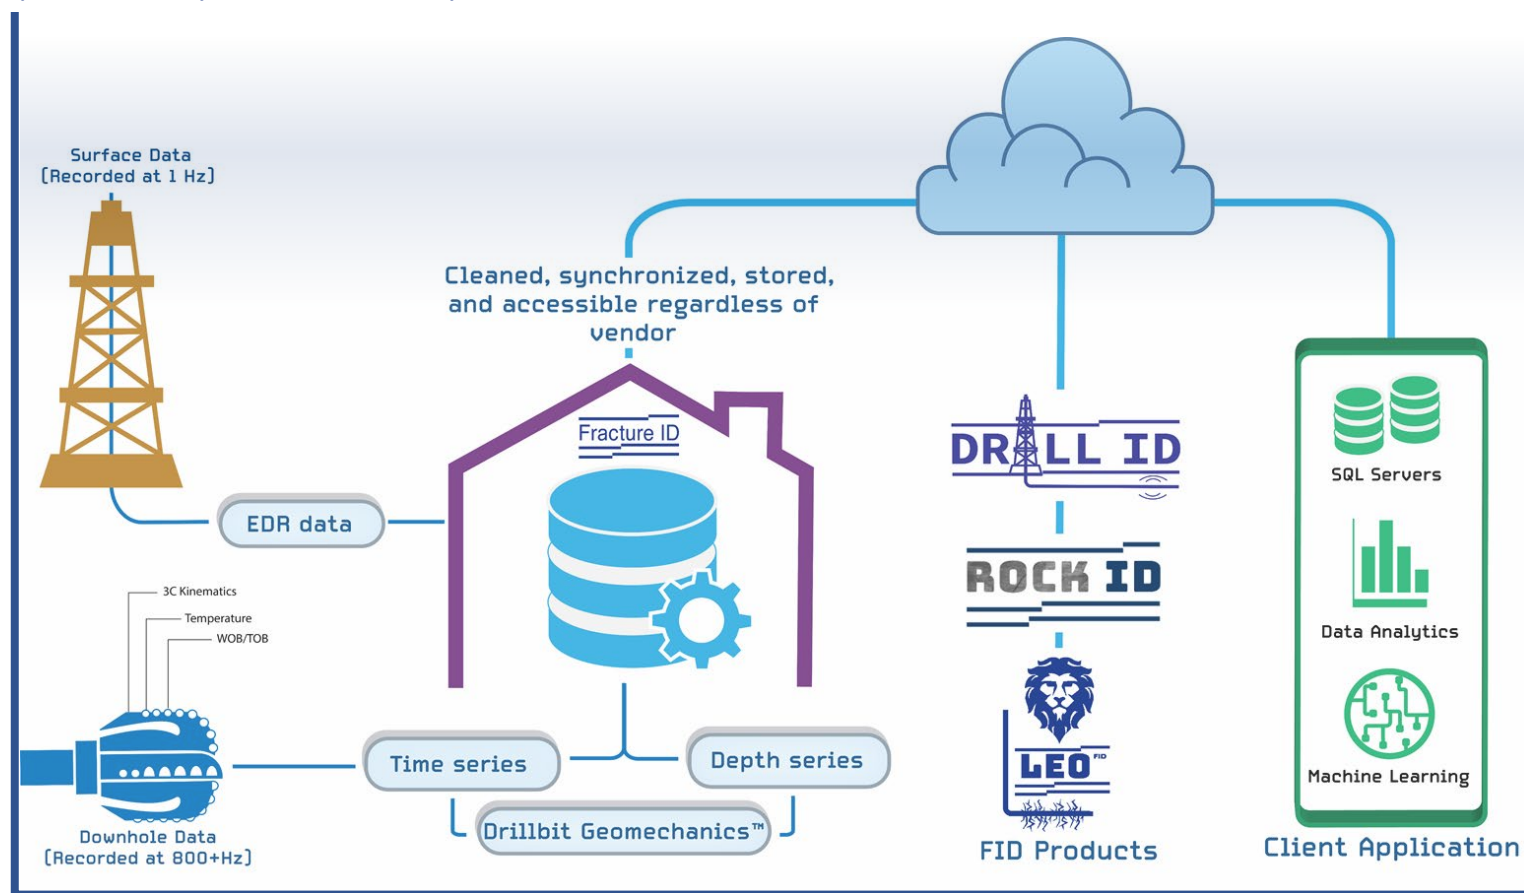 Surface Data
(Recorded at 1 Hz)
Cleaned, synchronized, stored,
and accessible regardless of
vendor
Fracture ID
EDR data
3C Kinematics
Temperature
WOB/TOB
Downhole Data
(Recorded at 800+Hz)
Time series
Depth series
Drillbit Geomechanics™
DRILL ID
ROCK ID
LEO FID
FID Products
SQL Servers
Data Analytics
Machine Learning
Client Application